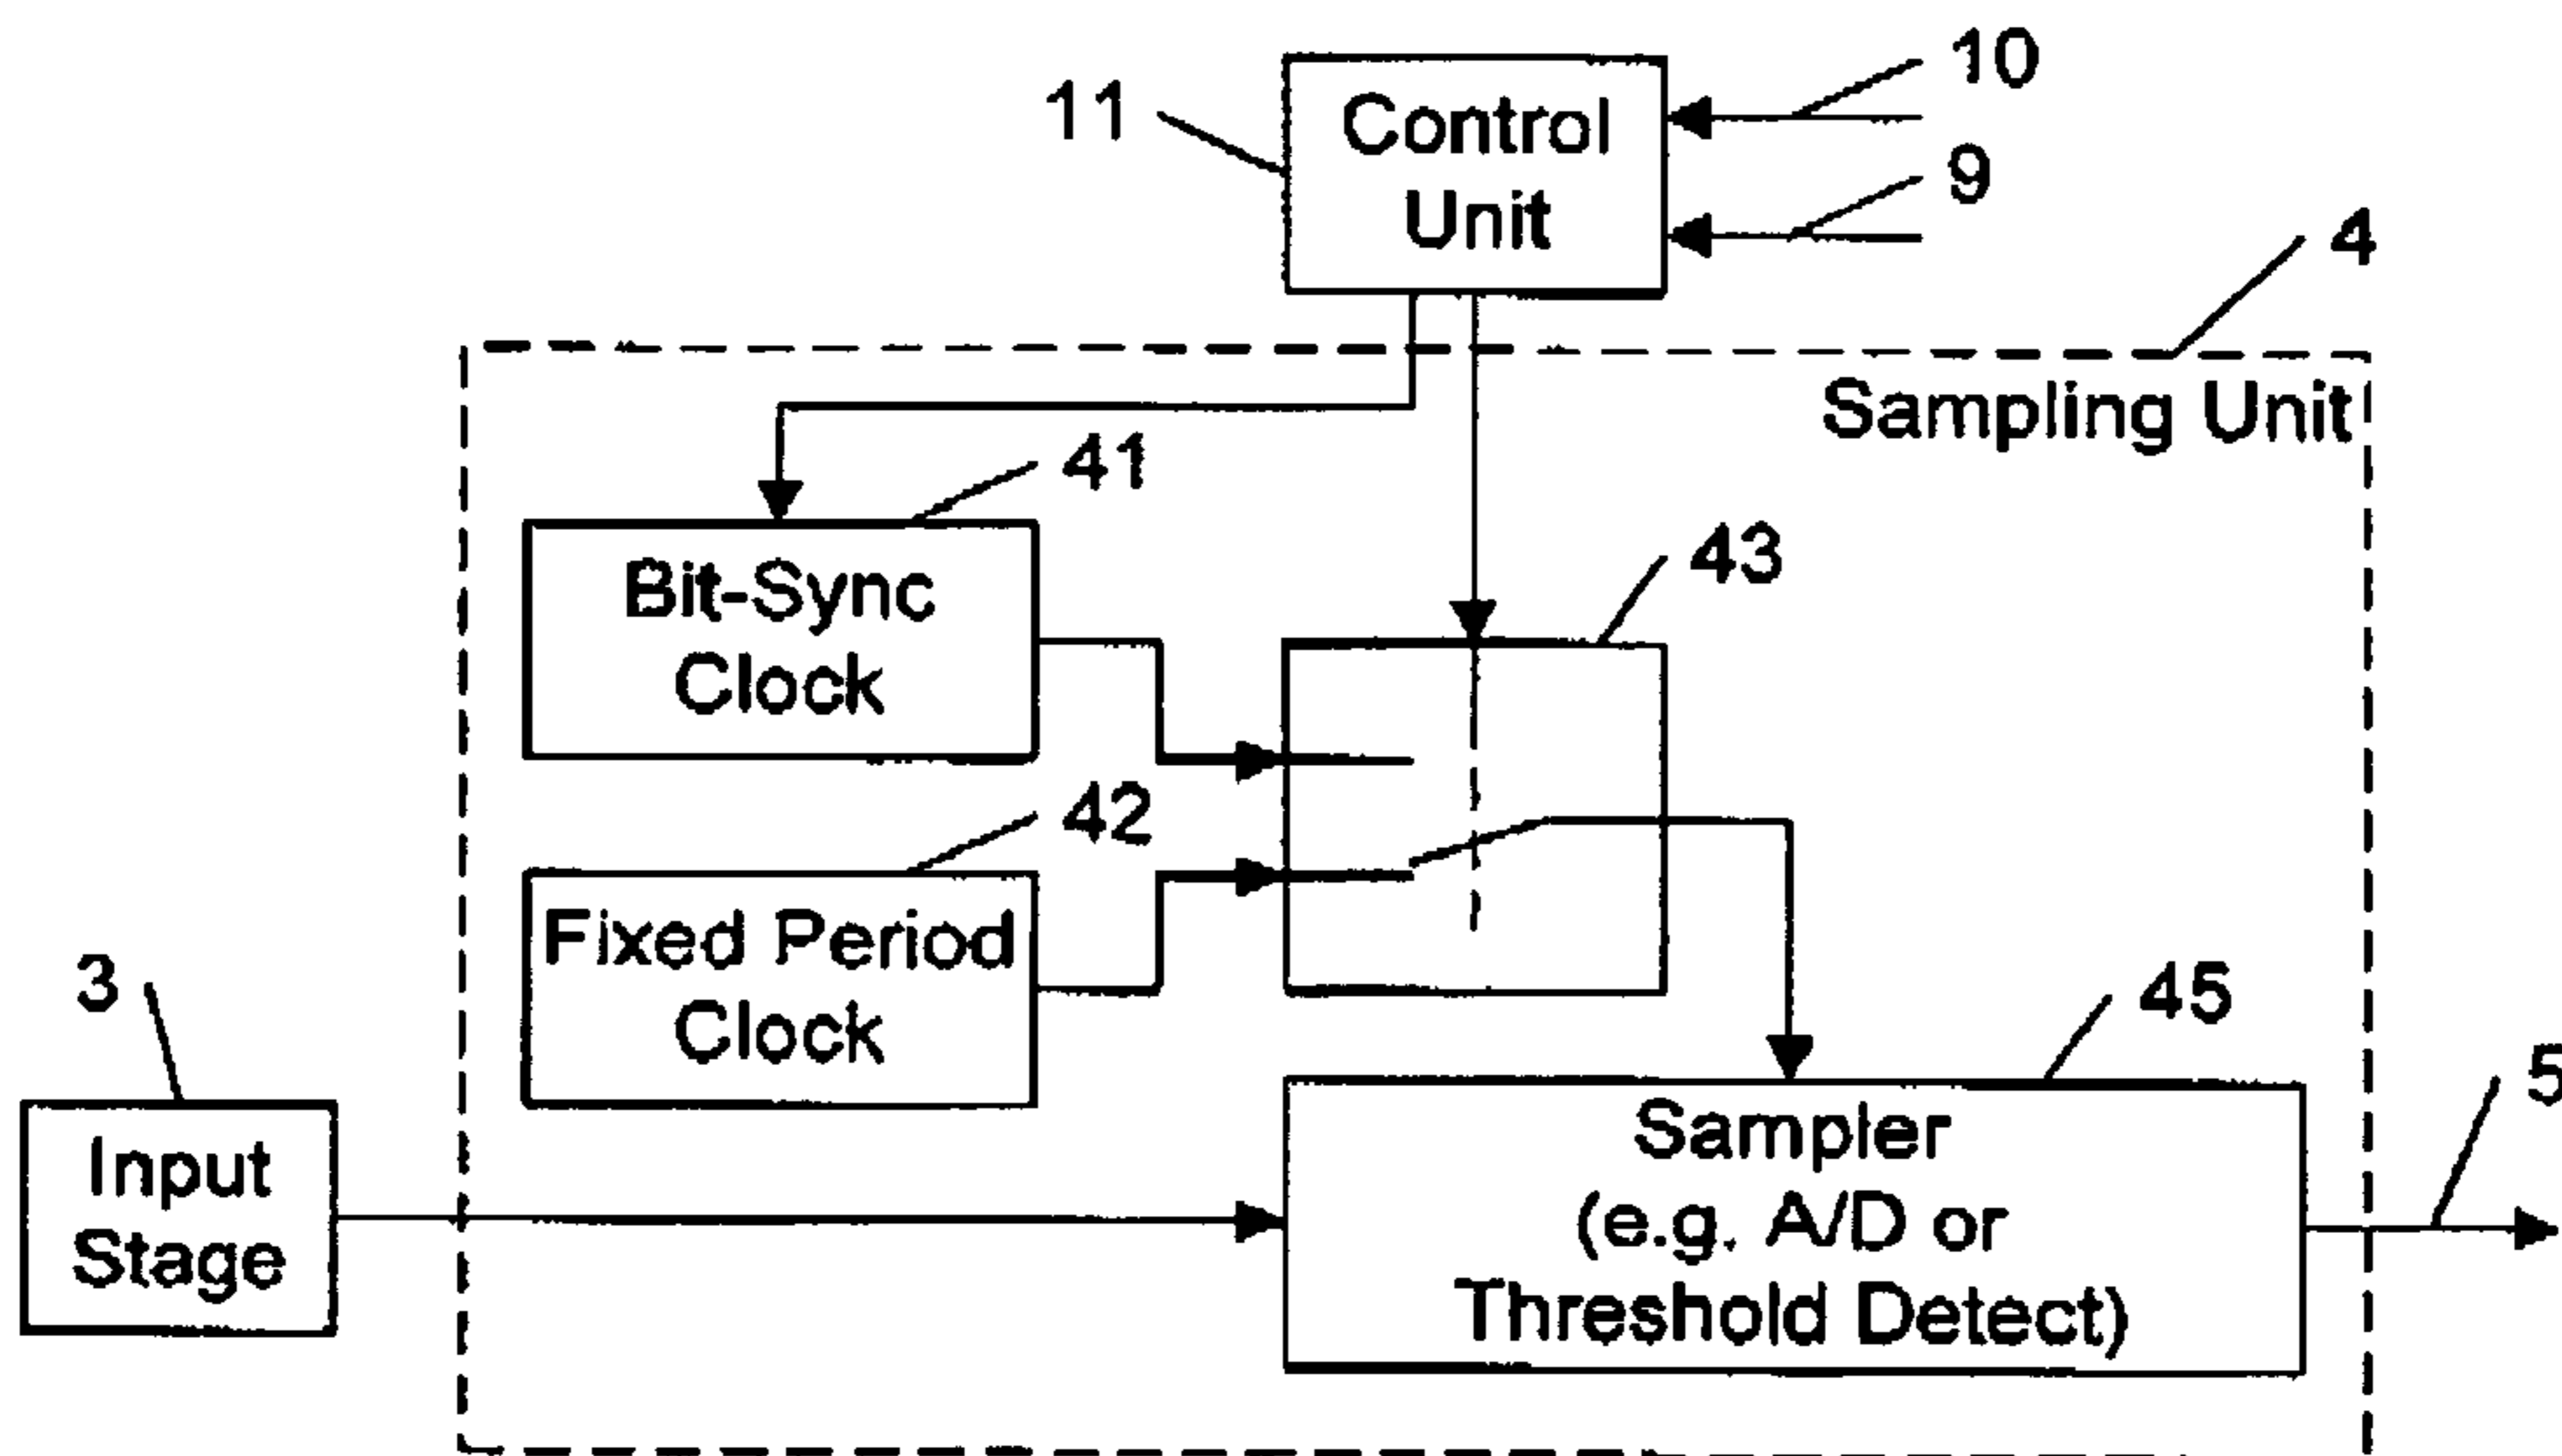 10
11
Control
Unit
9
4
Sampling Unit
41
Bit-Sync
Clock
43
42
Fixed Period
Clock
3
45
5
Input
Stage
Sampler
(e.g. A/D or
Threshold Detect)